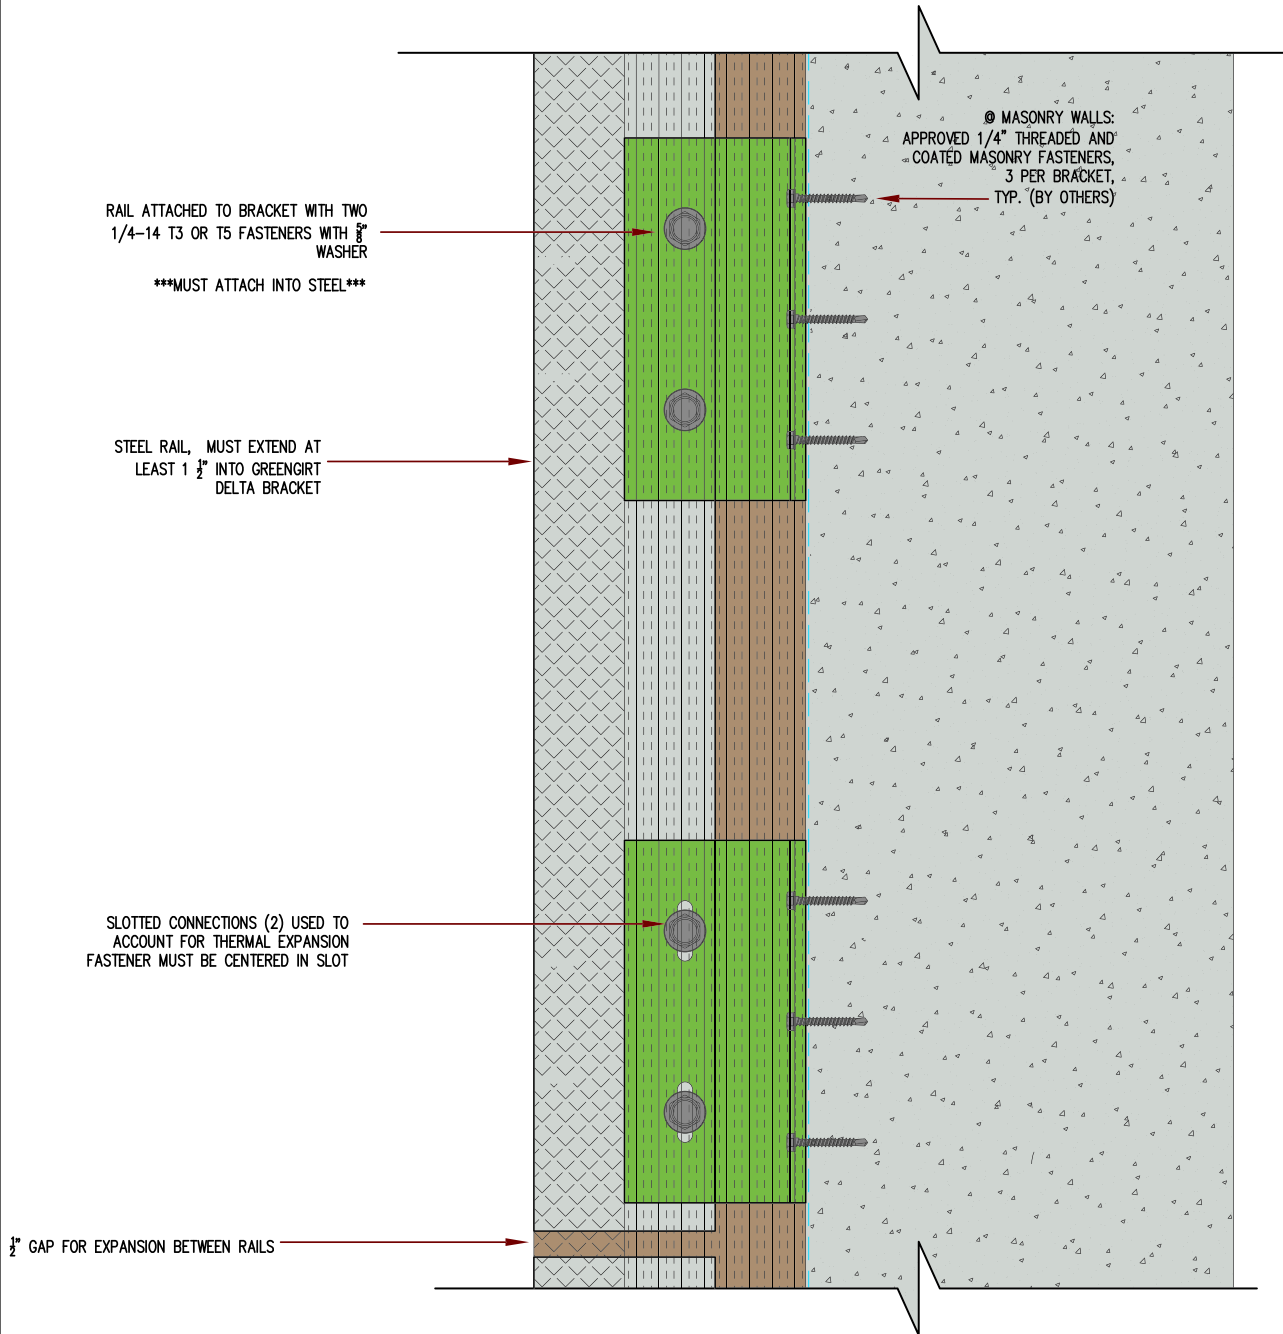 @ MASONRY WALLS:
APPROVED 1/4" THREADED AND
COATED MASONRY FASTENERS,
3 PER BRACKET,
TYP. (BY OTHERS)
RAIL ATTACHED TO BRACKET WITH TWO
1/4-14 T3 OR T5 FASTENERS WITH 5/8"
WASHER
***MUST ATTACH INTO STEEL***
STEEL RAIL, MUST EXTEND AT
LEAST 1 1/2" INTO GREENGIRT
DELTA BRACKET
SLOTTED CONNECTIONS (2) USED TO
ACCOUNT FOR THERMAL EXPANSION
FASTENER MUST BE CENTERED IN SLOT
1/2" GAP FOR EXPANSION BETWEEN RAILS